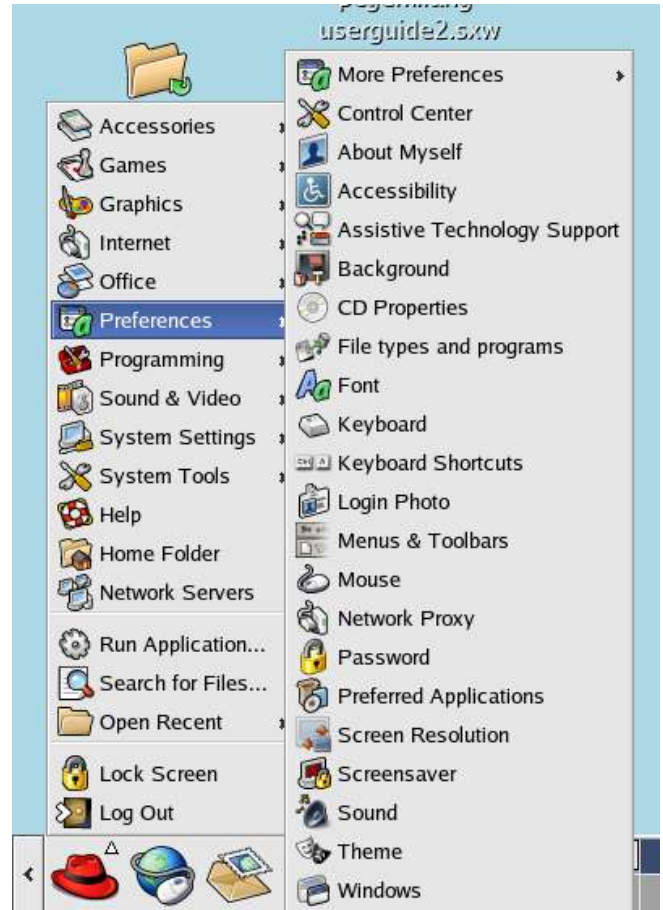 userguide2.sxw
Accessories
Games
Graphics
Internet
Office
Preferences
Programming
Sound & Video
System Settings
System Tools
Help
Home Folder
Network Servers
Run Application...
Search for Files...
Open Recent
Lock Screen
Log Out
More Preferences
Control Center
About Myself
Accessibility
Assistive Technology Support
Background
CD Properties
File types and programs
Font
Keyboard
Keyboard Shortcuts
Login Photo
Menus & Toolbars
Mouse
Network Proxy
Password
Preferred Applications
Screen Resolution
Screensaver
Sound
Theme
Windows